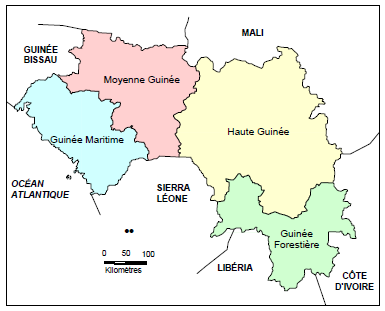 MALI
GUINÉE
BISSAU
Moyenne Guinée
Haute Guinée
Guinée Maritime
OCÉAN
ATLANTIQUE
SIERRA
LÉONE
Guinée
Forestière
LIBÉRIA
CÔTE
D'IVOIRE
0 50 100
Kilomètres